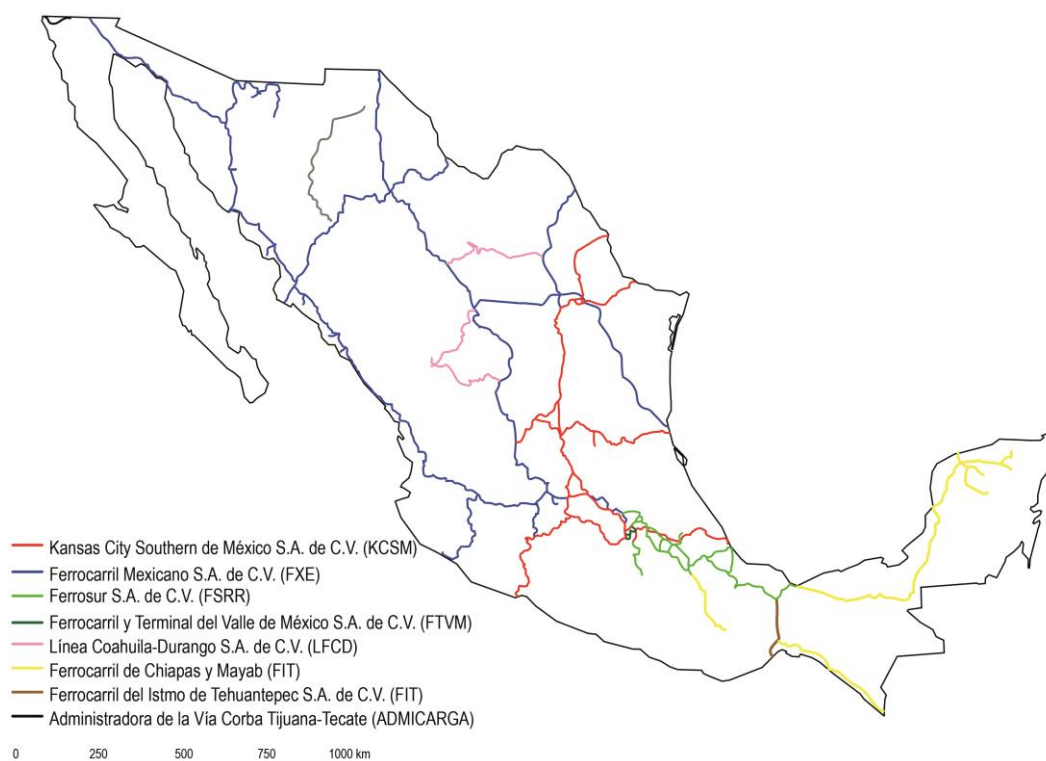 Kansas City Southern de México S.A. de C.V. (KCSM)
Ferrocarril Mexicano S.A. de C.V. (FXE)
Ferrosur S.A. de C.V. (FSRR)
Ferrocarril y Terminal del Valle de México S.A. de C.V. (FTVM)
Línea Coahuila-Durango S.A. de C.V. (LFCD)
Ferrocarril de Chiapas y Mayab (FIT)
Ferrocarril del Istmo de Tehuantepec S.A. de C.V. (FIT)
Administradora de la Vía Corba Tijuana-Tecate (ADMICARGA)
0 250 500 750 1000 km